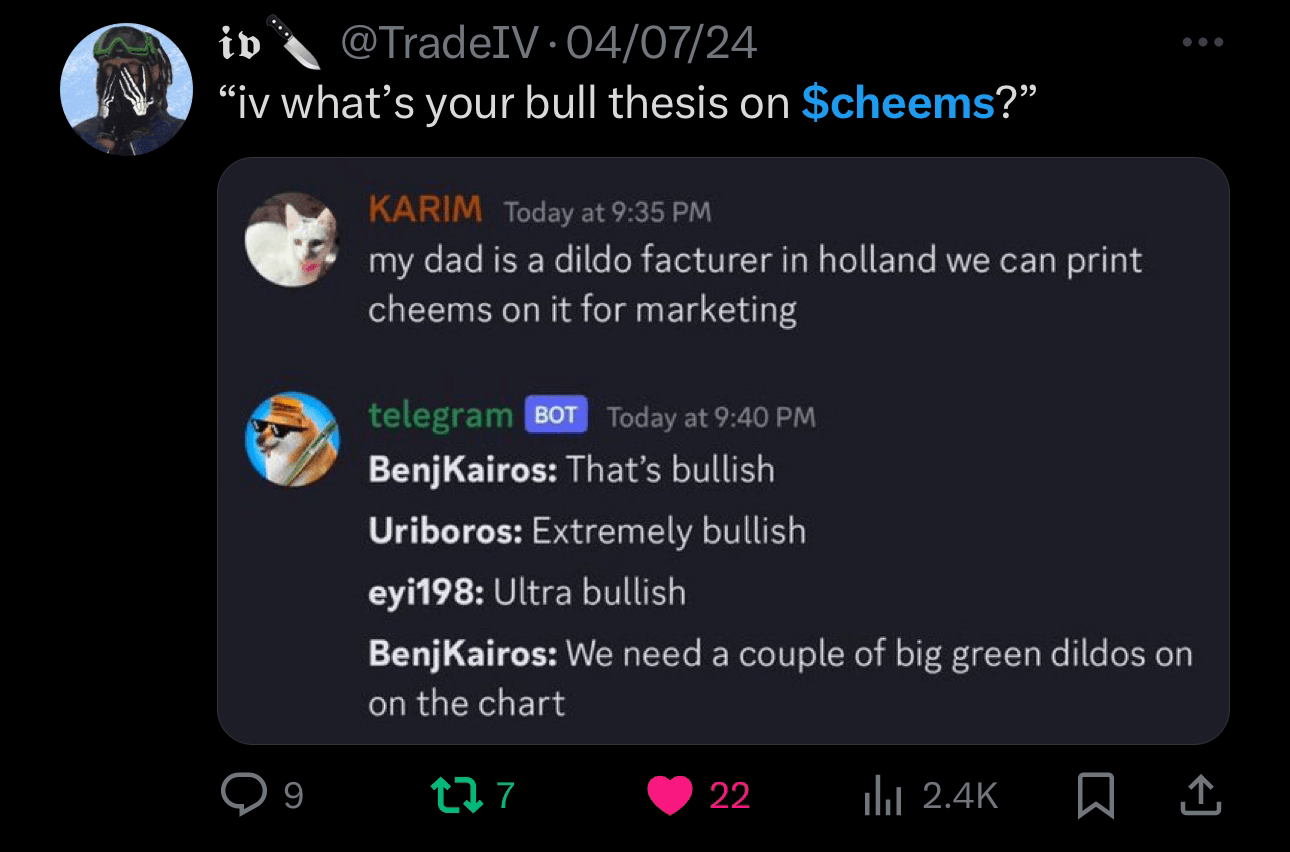 iv🔪 @TradeIV · 04/07/24
“iv what’s your bull thesis on $cheems?”
KARIM Today at 9:35 PM
my dad is a dildo facturer in holland we can print
cheems on it for marketing
telegram BOT Today at 9:40 PM
BenjKairos: That’s bullish
Uriboros: Extremely bullish
eyi198: Ultra bullish
BenjKairos: We need a couple of big green dildos on
on the chart
9 7 22 2.4K